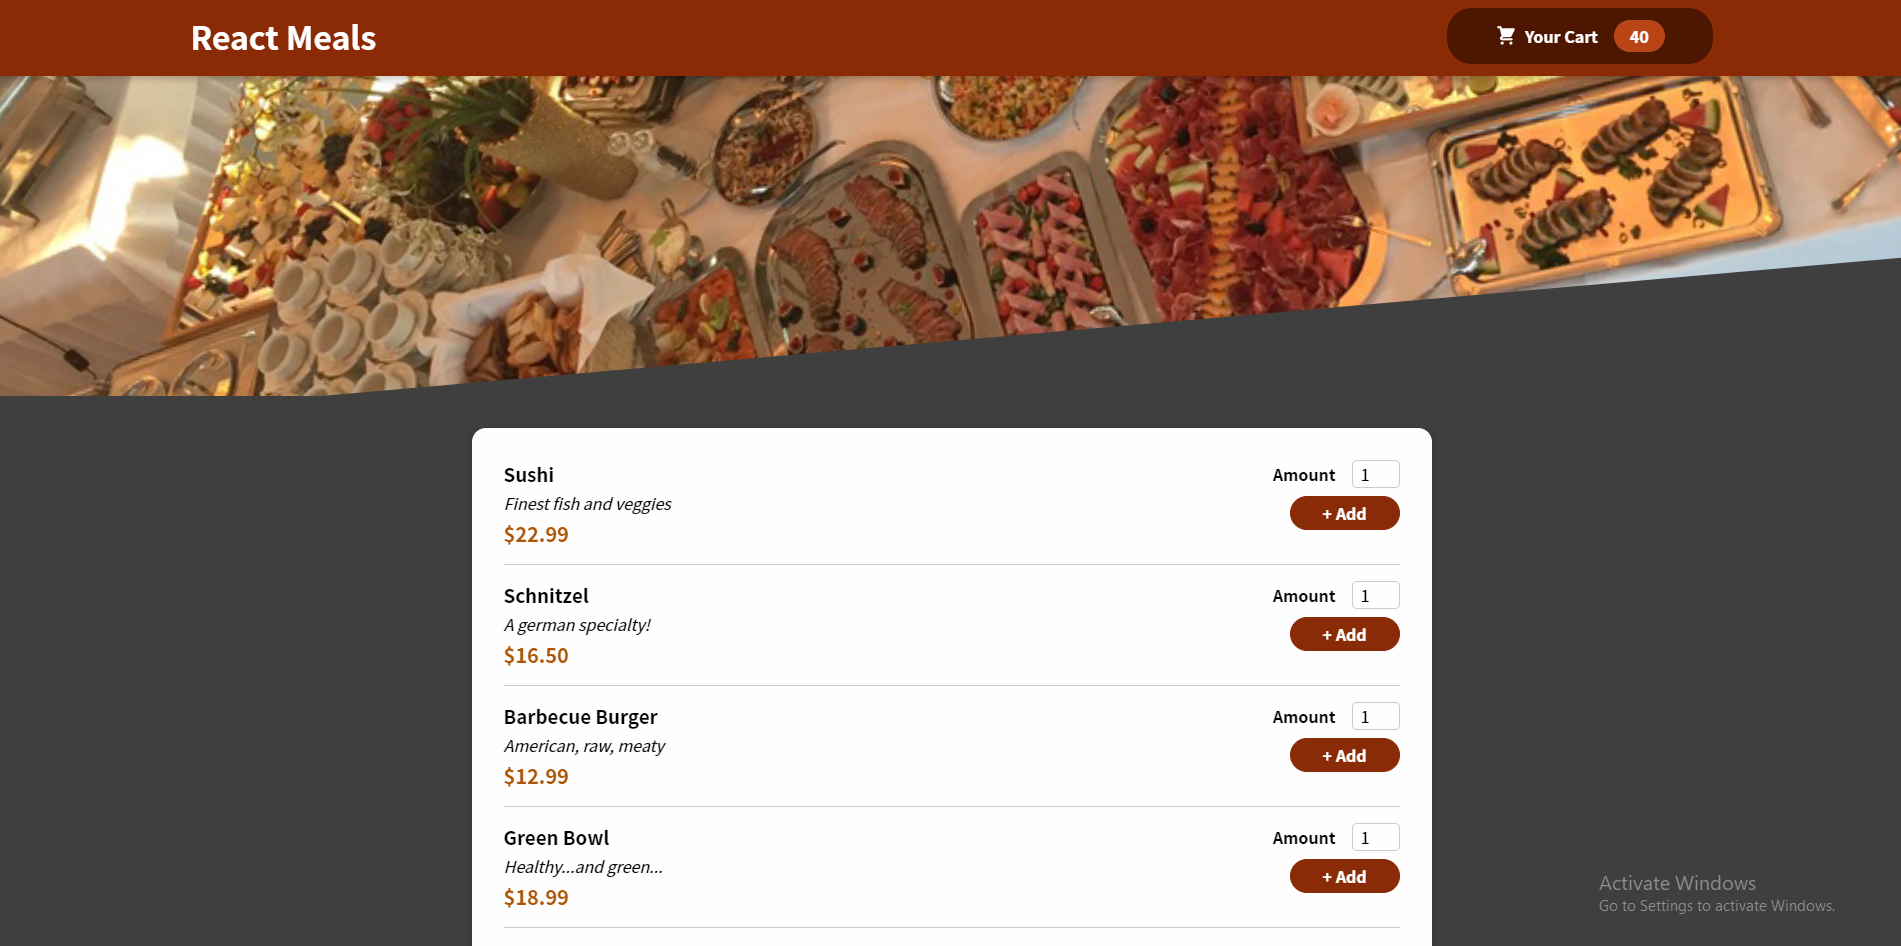 React Meals
Your Cart 40
Sushi
Amount 1
Finest fish and veggies
+ Add
$22.99
Schnitzel
Amount 1
A german specialty!
+ Add
$16.50
Barbecue Burger
Amount 1
American, raw, meaty
+ Add
$12.99
Green Bowl
Amount 1
Healthy...and green...
+ Add
$18.99
Activate Windows
Go to Settings to activate Windows.